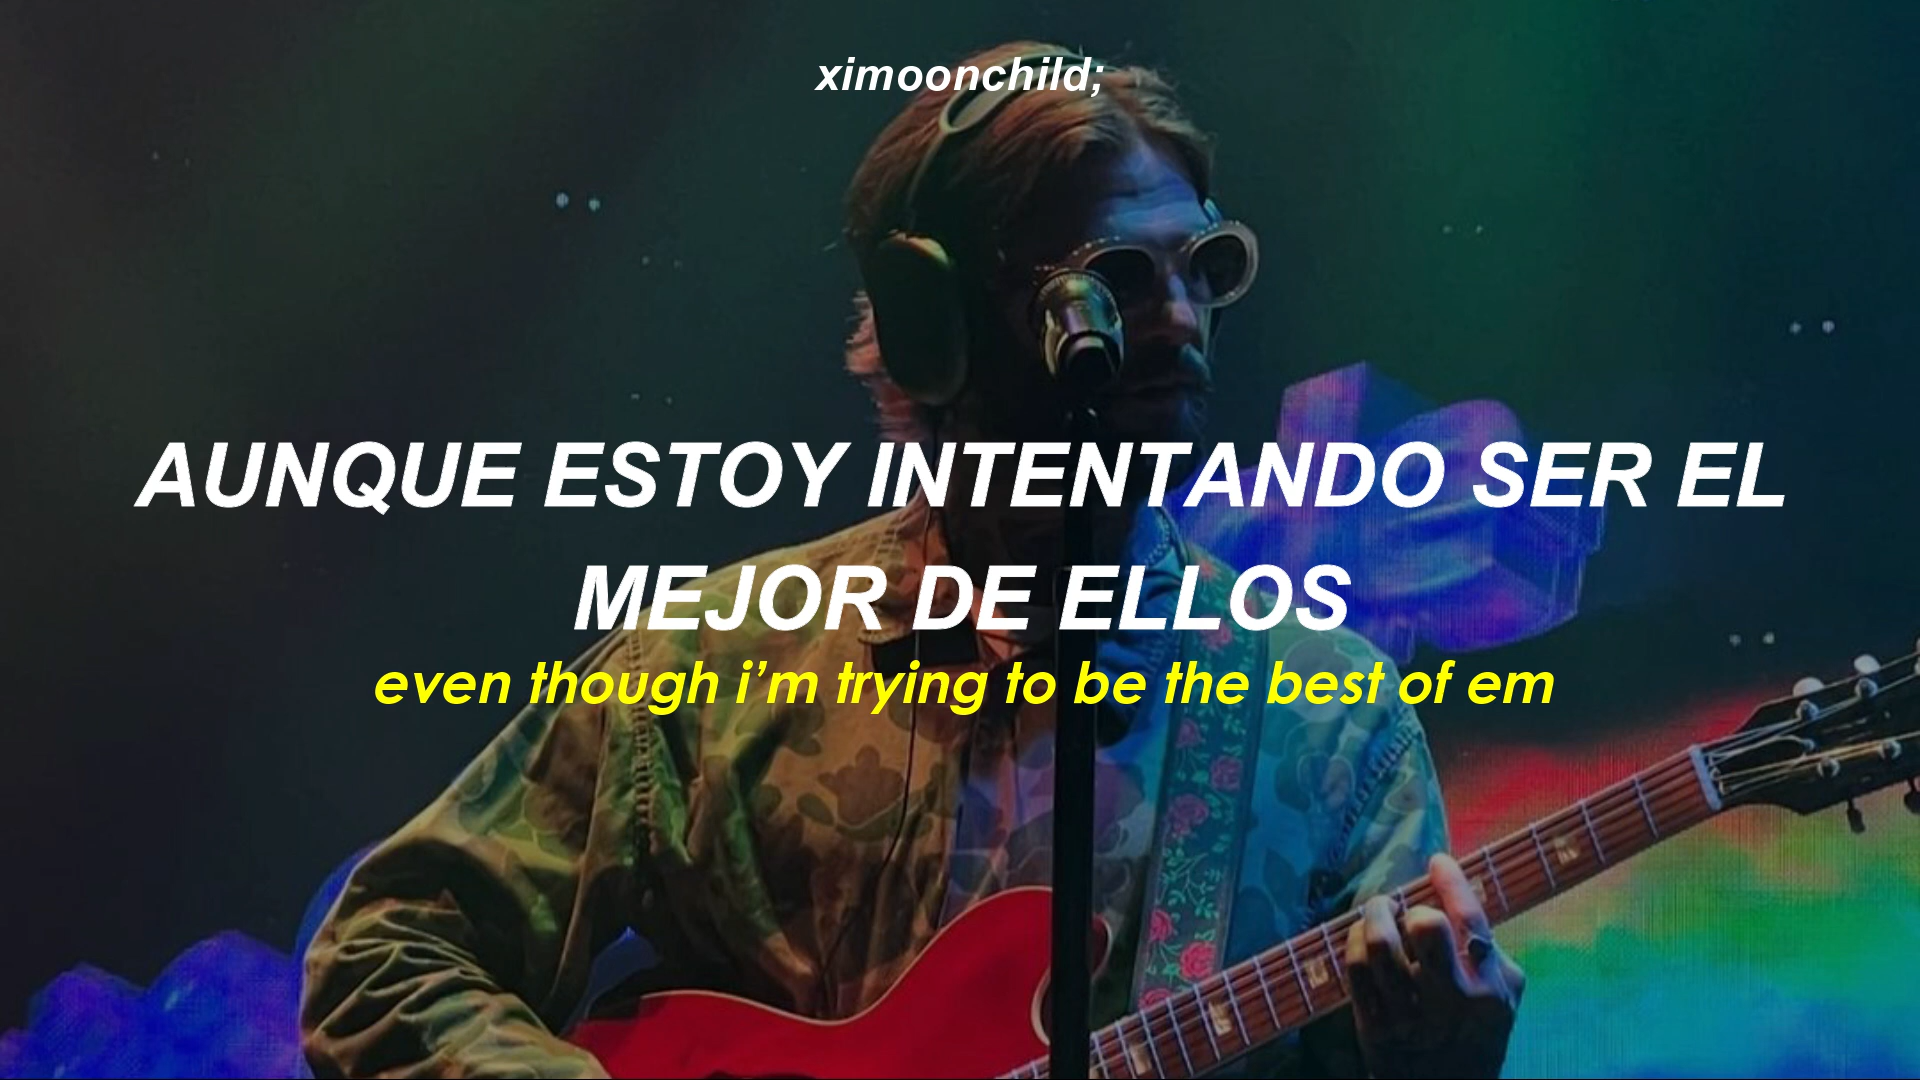 ximoonchild;
AUNQUE ESTOY INTENTANDO SER EL
MEJOR DE ELLOS
even though i’m trying to be the best of em